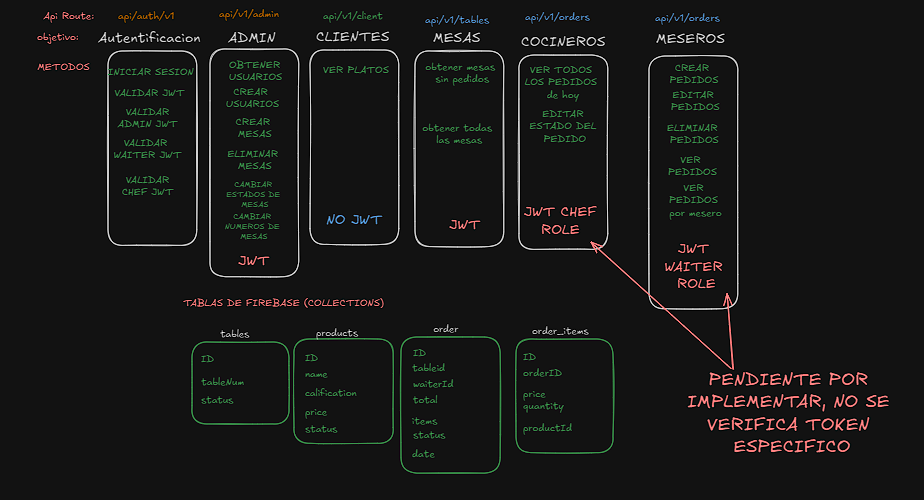 Api Route:
api/auth/v1
api/v1/admin
api/v1/client
api/v1/tables
api/v1/orders
api/v1/orders
objetivo:
Autentificacion
ADMIN
CLIENTES
MESAS
COCINEROS
MESEROS
METODOS
INICIAR SESION
VALIDAR JWT
VALIDAR
ADMIN JWT
VALIDAR
WAITER JWT
VALIDAR
CHEF JWT
OBTENER
USUARIOS
CREAR
USUARIOS
CREAR
MESAS
ELIMINAR
MESAS
CAMBIAR
ESTADOS DE
MESAS
CAMBIAR
NUMEROS DE
MESAS
JWT
VER PLATOS
NO JWT
obtener mesas
sin pedidos
obtener todas
las mesas
JWT
VER TODOS
LOS PEDIDOS
de hoy
EDITAR
ESTADO DEL
PEDIDO
JWT CHEF
ROLE
CREAR
PEDIDOS
EDITAR
PEDIDOS
ELIMINAR
PEDIDOS
VER
PEDIDOS
VER
PEDIDOS
por mesero
JWT
WAITER
ROLE
TABLAS DE FIREBASE (COLLECTIONS)
tables
ID
tableNum
status
products
ID
name
calification
price
status
order
ID
tableid
waiterId
total
items
status
date
order_items
ID
orderID
price
quantity
productId
PENDIENTE POR
IMPLEMENTAR, NO SE
VERIFICA TOKEN
ESPECIFICO